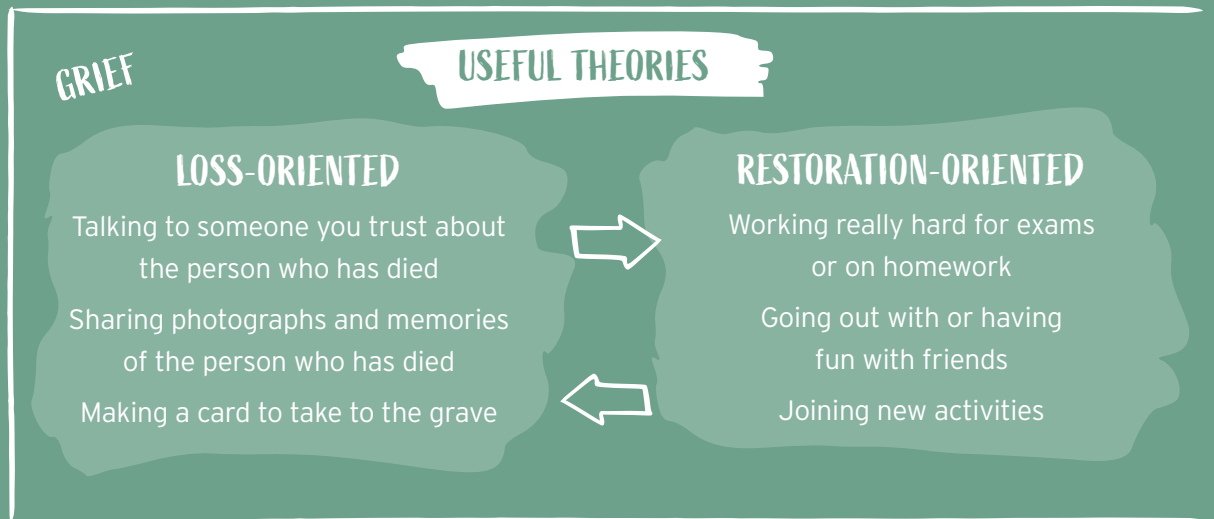 GRIEF
USEFUL THEORIES
LOSS-ORIENTED
Talking to someone you trust about
the person who has died
Sharing photographs and memories
of the person who has died
Making a card to take to the grave
RESTORATION-ORIENTED
Working really hard for exams
or on homework
Going out with or having
fun with friends
Joining new activities